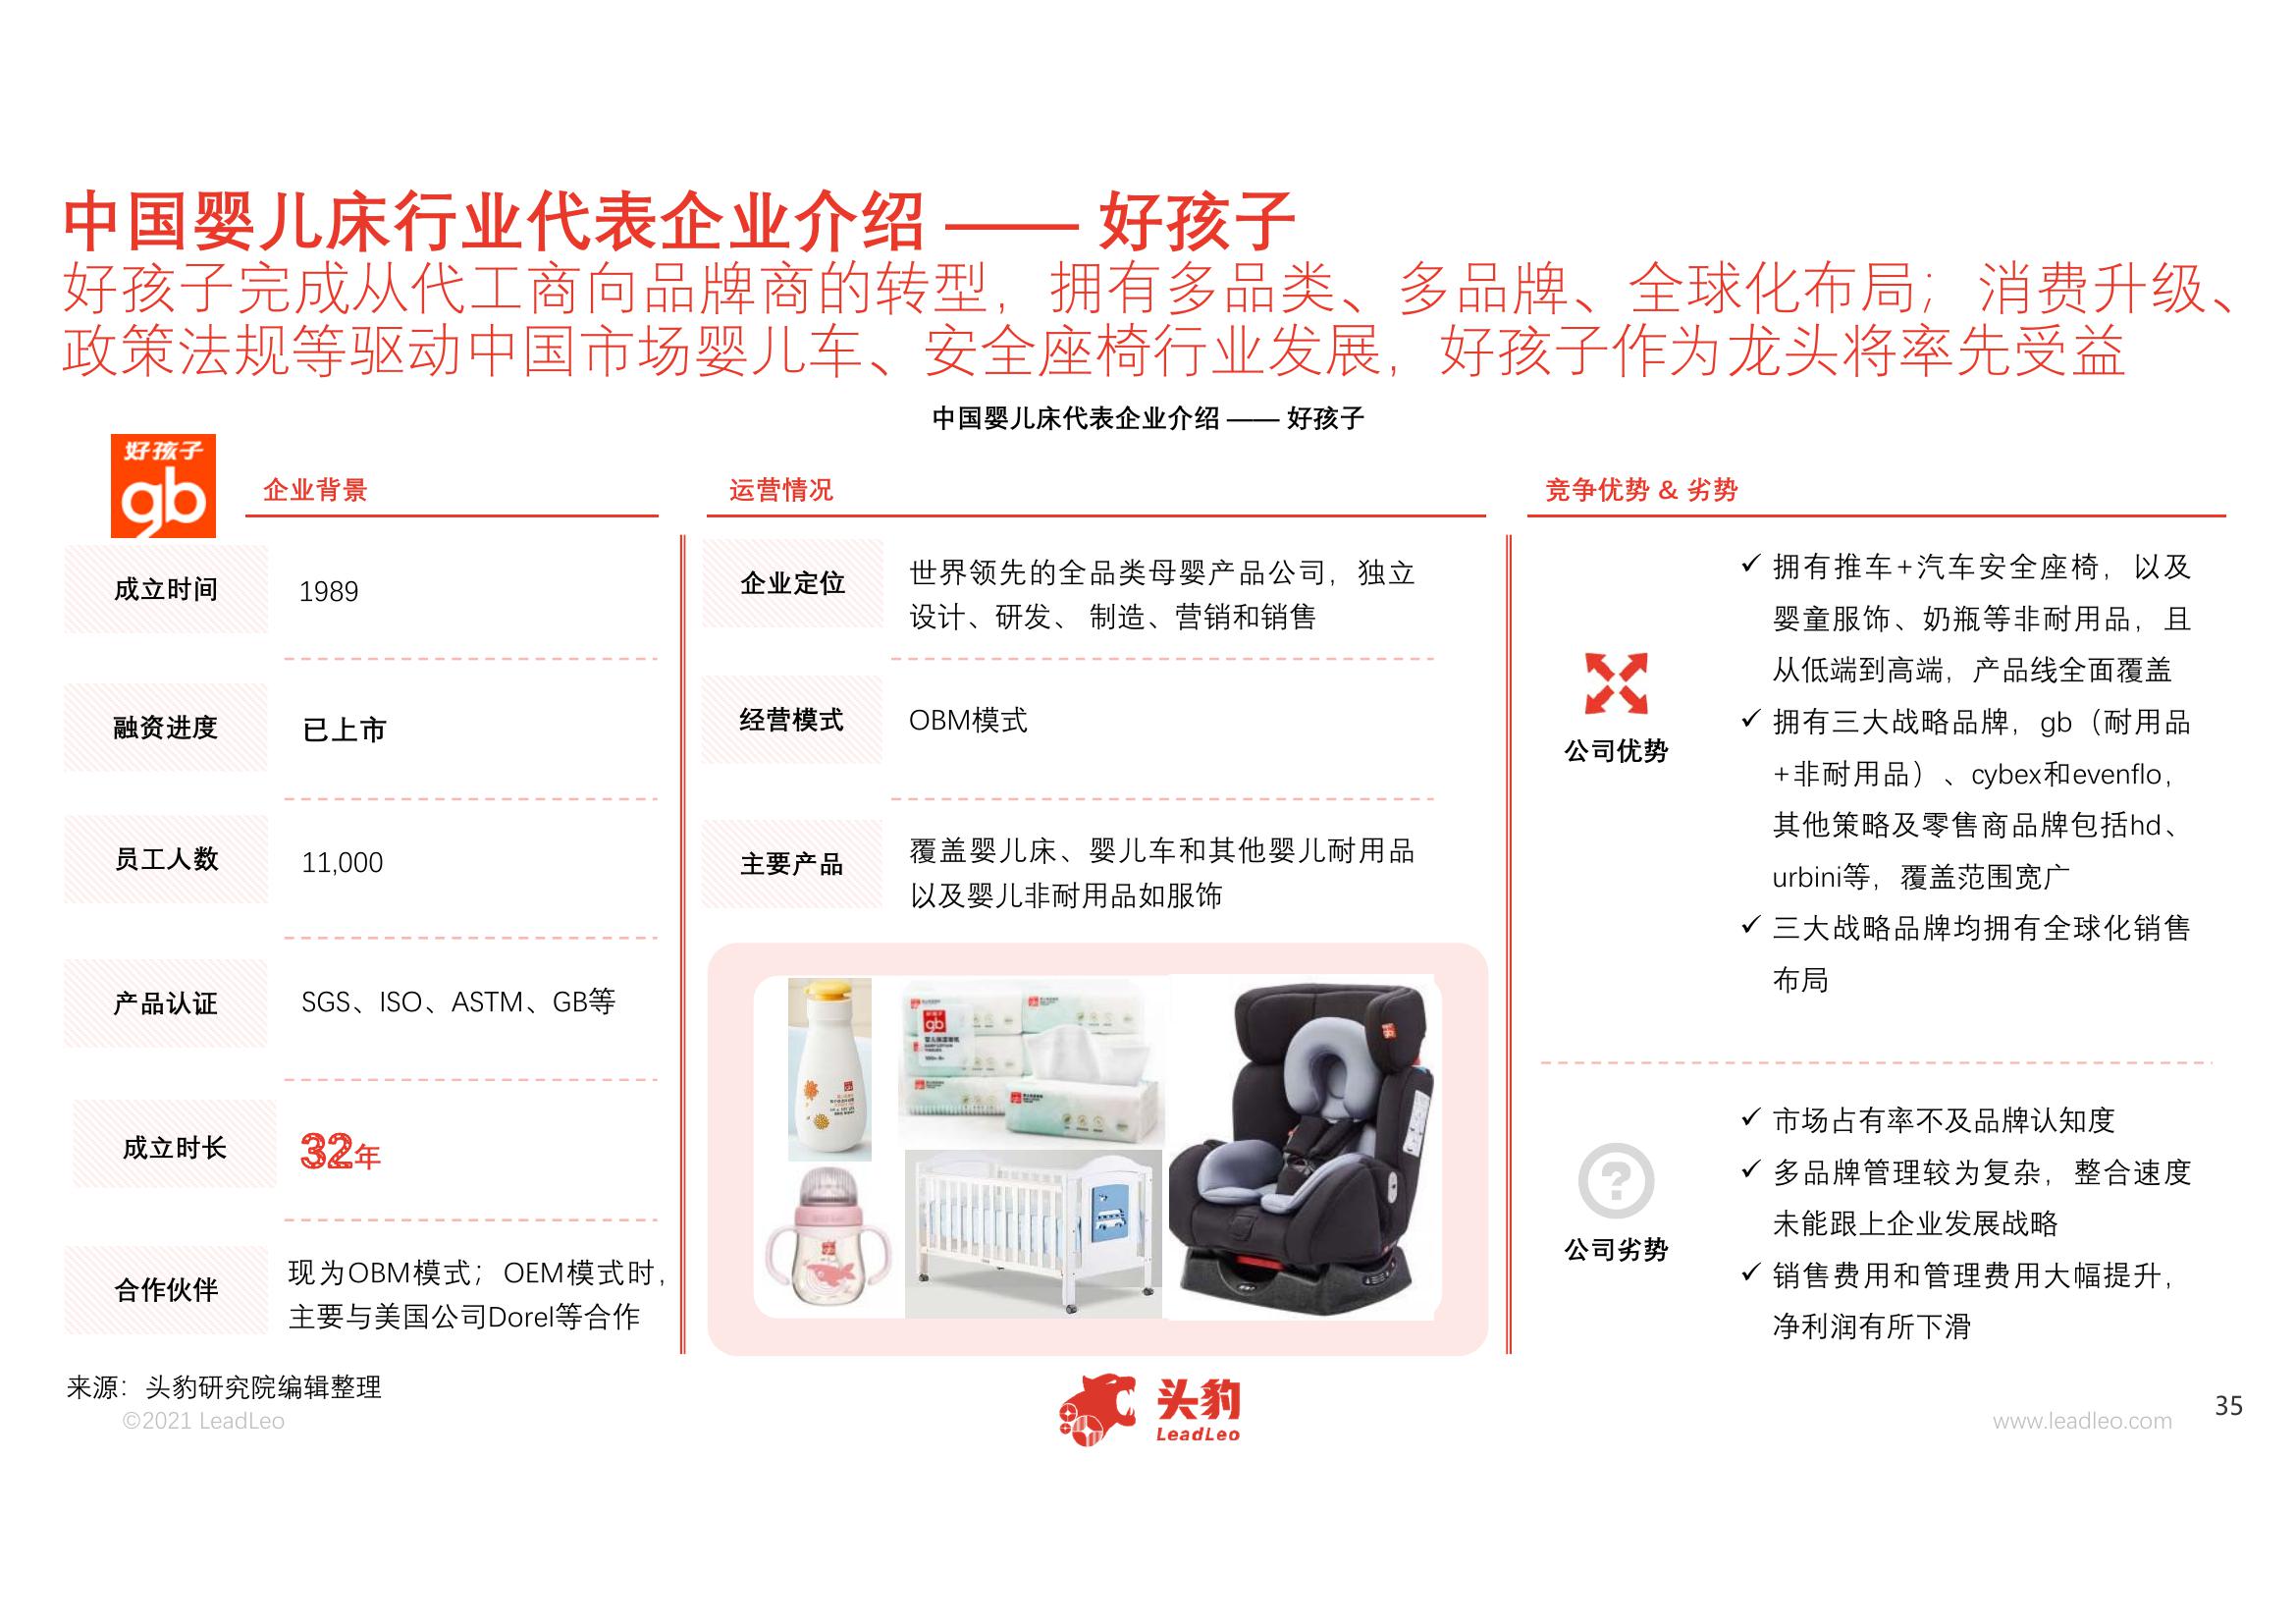 中国婴儿床行业代表企业介绍 —— 好孩子
好孩子完成从代工商向品牌商的转型，拥有多品类、多品牌、全球化布局；消费升级、
政策法规等驱动中国市场婴儿车、安全座椅行业发展，好孩子作为龙头将率先受益
中国婴儿床代表企业介绍 —— 好孩子
好孩子
gb
企业背景
成立时间
1989
融资进度
已上市
员工人数
11,000
产品认证
SGS、ISO、ASTM、GB等
成立时长
32年
合作伙伴
现为OBM模式；OEM模式时，
主要与美国公司Dorel等合作
运营情况
企业定位
世界领先的全品类母婴产品公司，独立
设计、研发、 制造、营销和销售
经营模式
OBM模式
主要产品
覆盖婴儿床、婴儿车和其他婴儿耐用品
以及婴儿非耐用品如服饰
好孩子
gb
gb
竞争优势 & 劣势
公司优势
✓ 拥有推车+汽车安全座椅，以及
婴童服饰、奶瓶等非耐用品，且
从低端到高端，产品线全面覆盖
✓ 拥有三大战略品牌，gb（耐用品
+非耐用品）、cybex和evenflo，
其他策略及零售商品牌包括hd、
urbini等，覆盖范围宽广
✓ 三大战略品牌均拥有全球化销售
布局
公司劣势
✓ 市场占有率不及品牌认知度
✓ 多品牌管理较为复杂，整合速度
未能跟上企业发展战略
✓ 销售费用和管理费用大幅提升，
净利润有所下滑
来源：头豹研究院编辑整理
©2021 LeadLeo
头豹
LeadLeo
www.leadleo.com
35